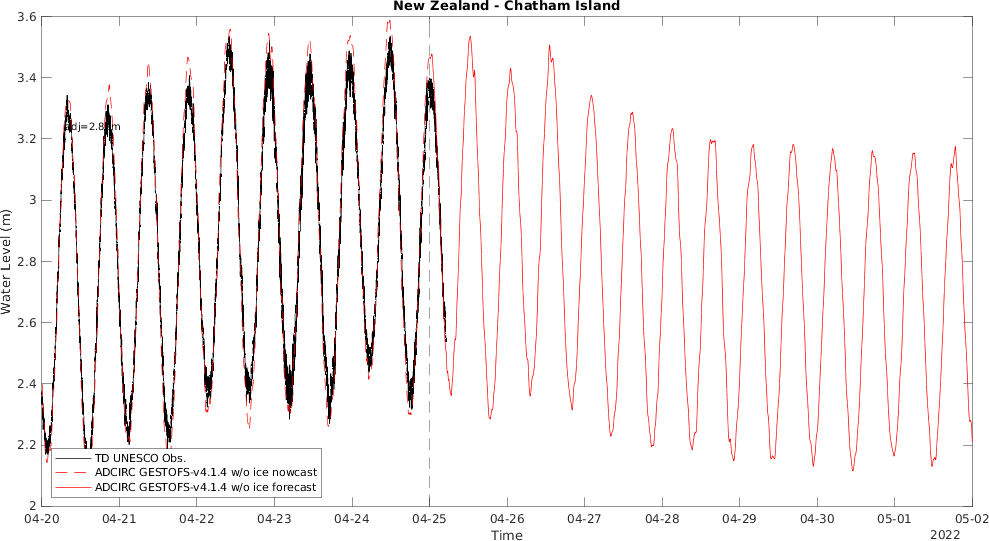 New Zealand - Chatham Island
3.6
3.4
3.2
3
2.8
2.6
2.4
2.2
2
Water Level (m)
TD UNESCO Obs.
ADCIRC GESTOFS-v4.1.4 w/o ice nowcast
ADCIRC GESTOFS-v4.1.4 w/o ice forecast
04-20 04-21 04-22 04-23 04-24 04-25 04-26 04-27 04-28 04-29 04-30 05-01 05-02
Time
2022